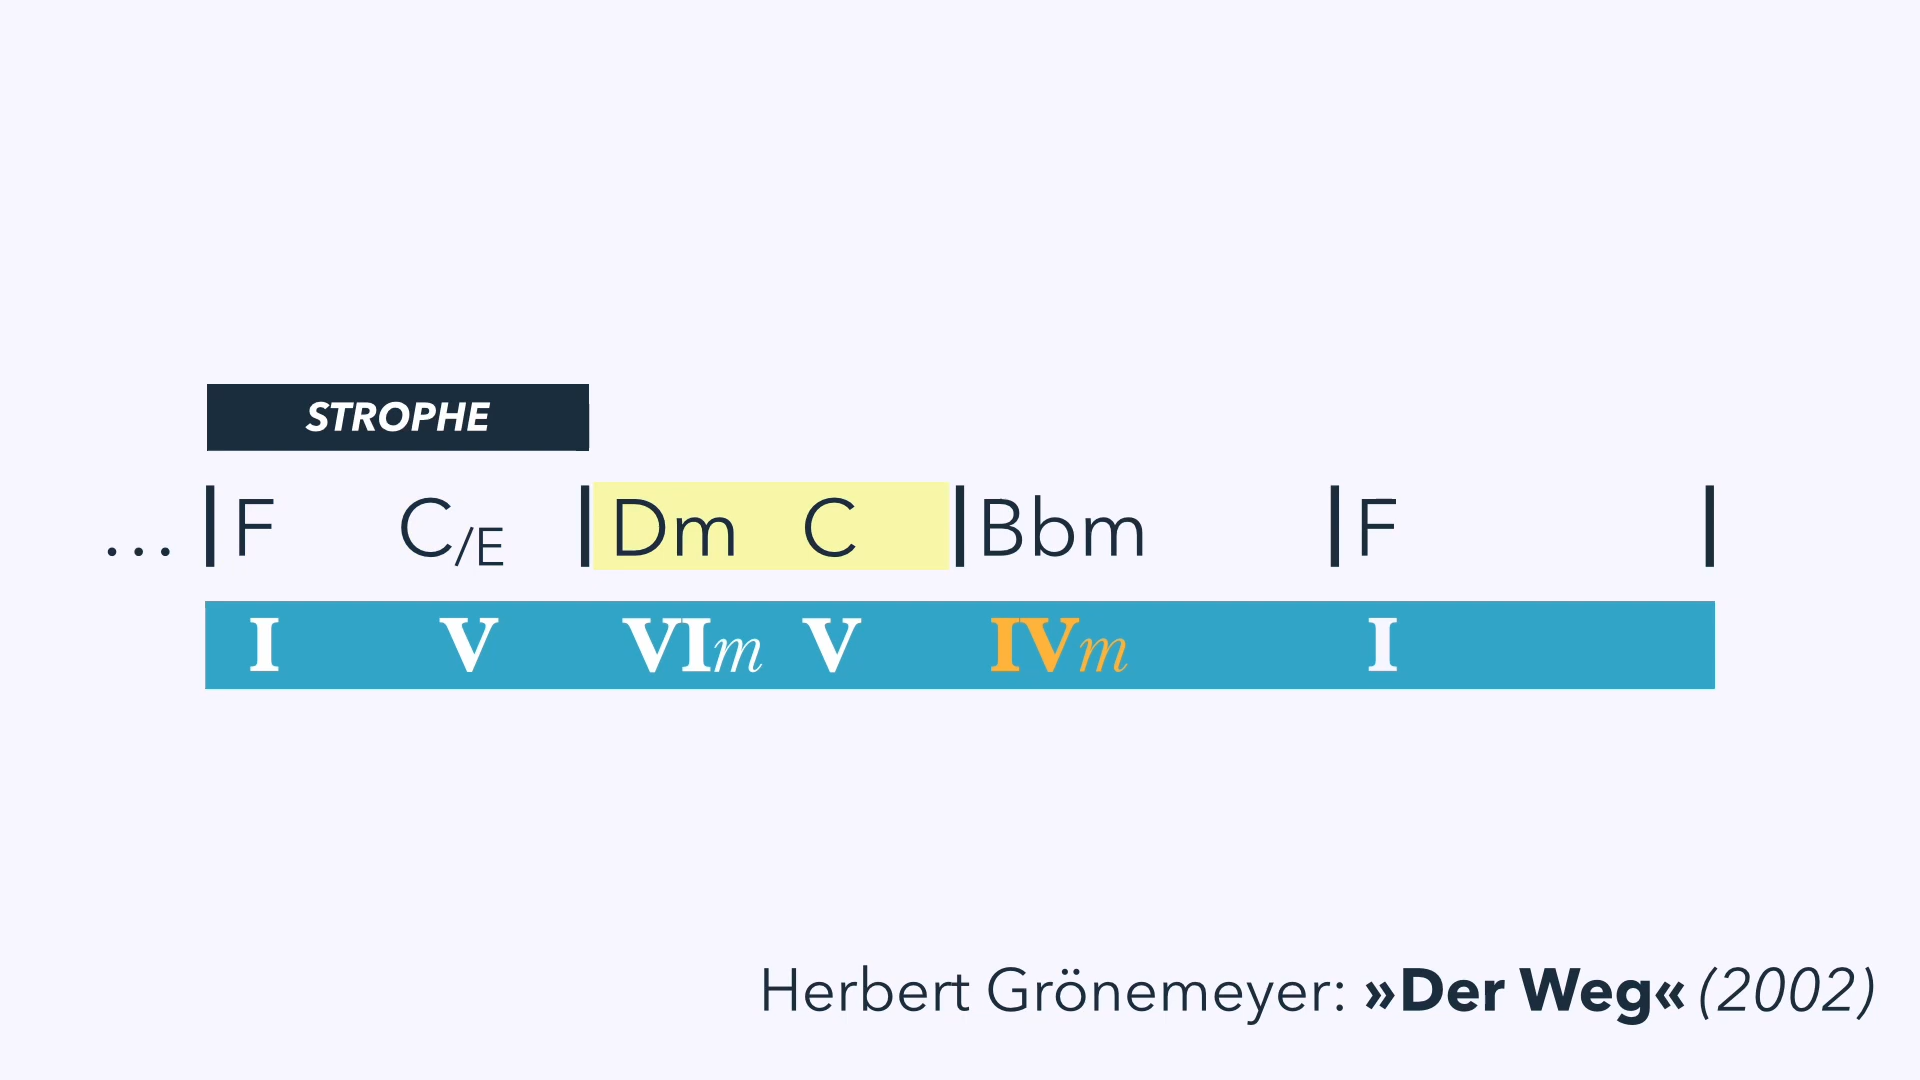 STROPHE
... | F C/E | Dm C | Bbm | F |
I V VIm V IVm I
Herbert Grönemeyer: »Der Weg« (2002)